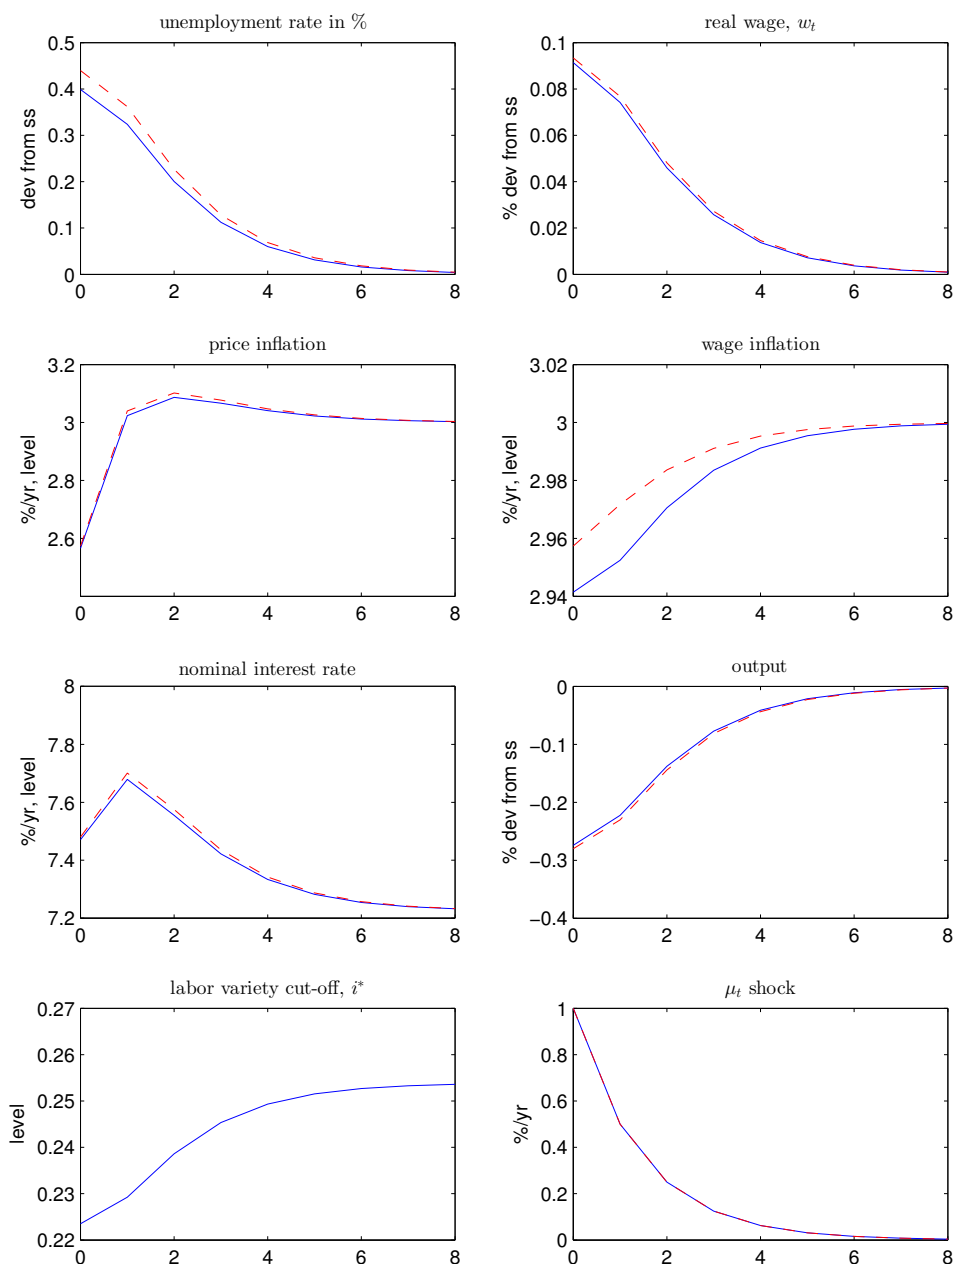 unemployment rate in %
dev from ss
0.5
0.4
0.3
0.2
0.1
0
0 2 4 6 8
real wage, wₜ
% dev from ss
0.1
0.08
0.06
0.04
0.02
0
0 2 4 6 8
price inflation
%/yr, level
3.2
3
2.8
2.6
0 2 4 6 8
wage inflation
%/yr, level
3.02
3
2.98
2.96
2.94
0 2 4 6 8
nominal interest rate
%/yr, level
8
7.8
7.6
7.4
7.2
0 2 4 6 8
output
% dev from ss
0
−0.1
−0.2
−0.3
−0.4
0 2 4 6 8
labor variety cut-off, i*
level
0.27
0.26
0.25
0.24
0.23
0.22
0 2 4 6 8
μₜ shock
%/yr
1
0.8
0.6
0.4
0.2
0
0 2 4 6 8